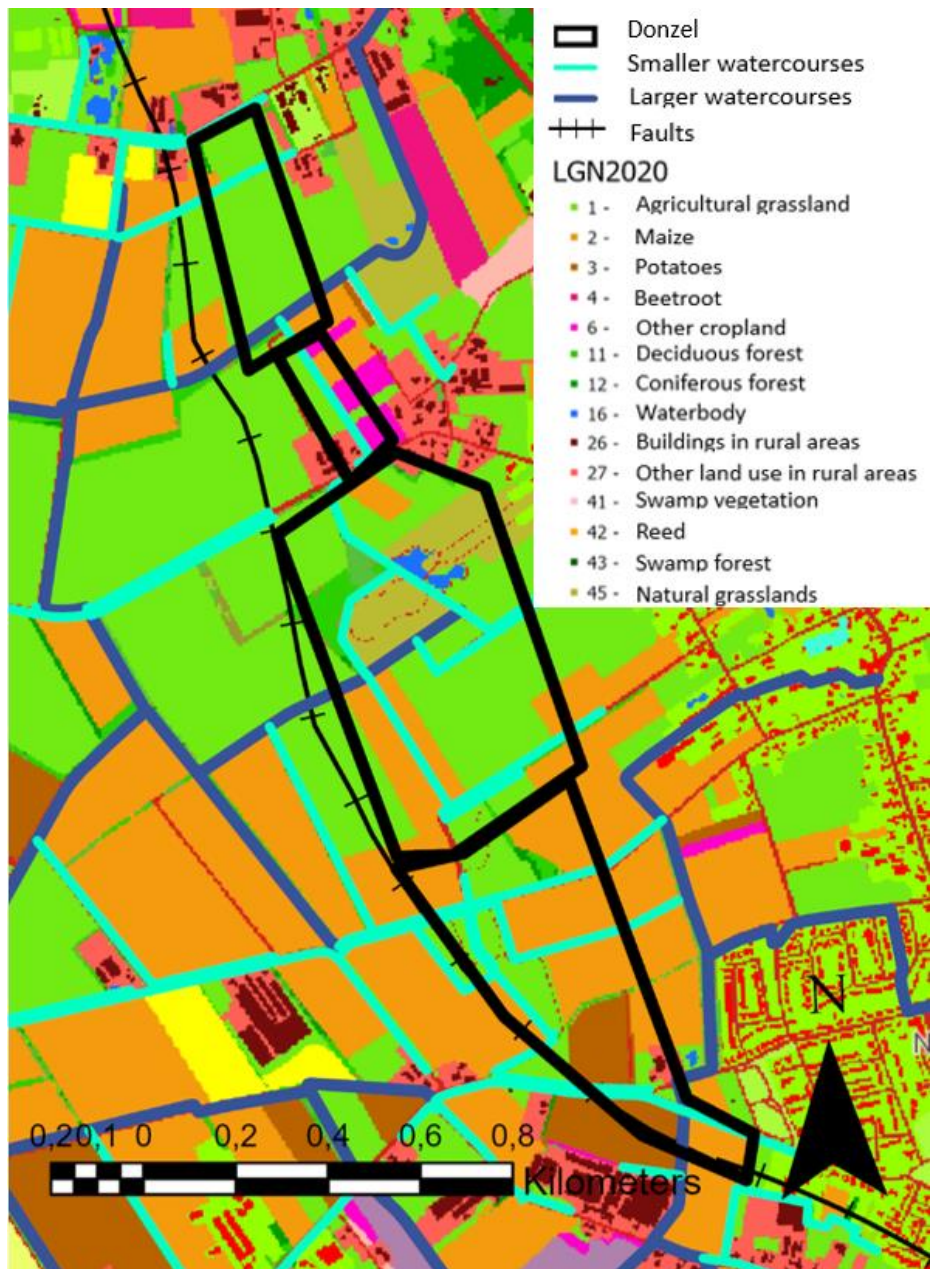 Donzel
Smaller watercourses
Larger watercourses
Faults
LGN2020
1 - Agricultural grassland
2 - Maize
3 - Potatoes
4 - Beetroot
6 - Other cropland
11 - Deciduous forest
12 - Coniferous forest
16 - Waterbody
26 - Buildings in rural areas
27 - Other land use in rural areas
41 - Swamp vegetation
42 - Reed
43 - Swamp forest
45 - Natural grasslands
N
N
0,20,1 0 0,2 0,4 0,6 0,8
Kilometers